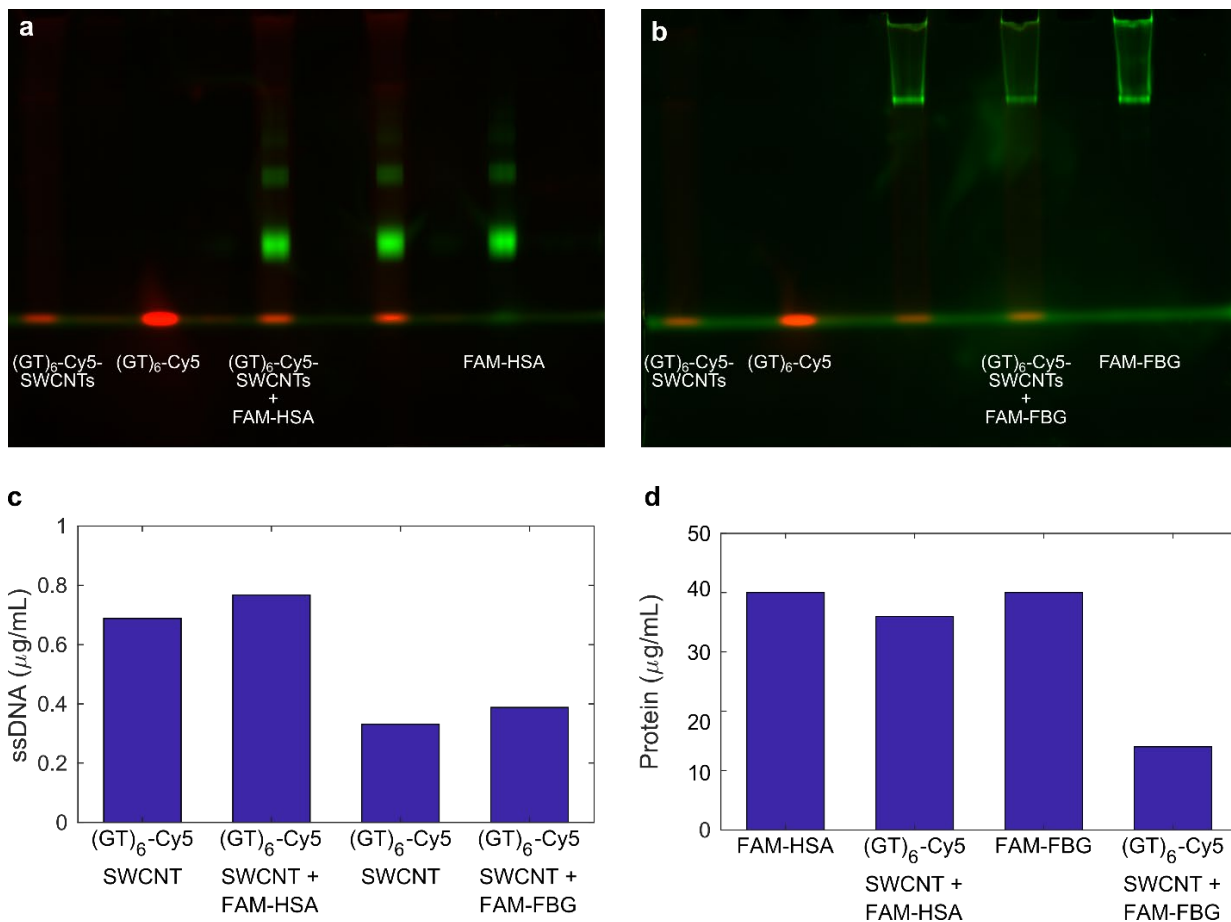 a
(GT)₆-Cy5-
SWCNTs
(GT)₆-Cy5
(GT)₆-Cy5-
SWCNTs
+
FAM-HSA
FAM-HSA
b
(GT)₆-Cy5-
SWCNTs
(GT)₆-Cy5
(GT)₆-Cy5-
SWCNTs
+
FAM-FBG
FAM-FBG
c
ssDNA (μg/mL)
1
0.8
0.6
0.4
0.2
0
(GT)₆-Cy5
SWCNT
(GT)₆-Cy5
SWCNT +
FAM-HSA
(GT)₆-Cy5
SWCNT
(GT)₆-Cy5
SWCNT +
FAM-FBG
d
Protein (μg/mL)
50
40
30
20
10
0
FAM-HSA
(GT)₆-Cy5
SWCNT +
FAM-HSA
FAM-FBG
(GT)₆-Cy5
SWCNT +
FAM-FBG